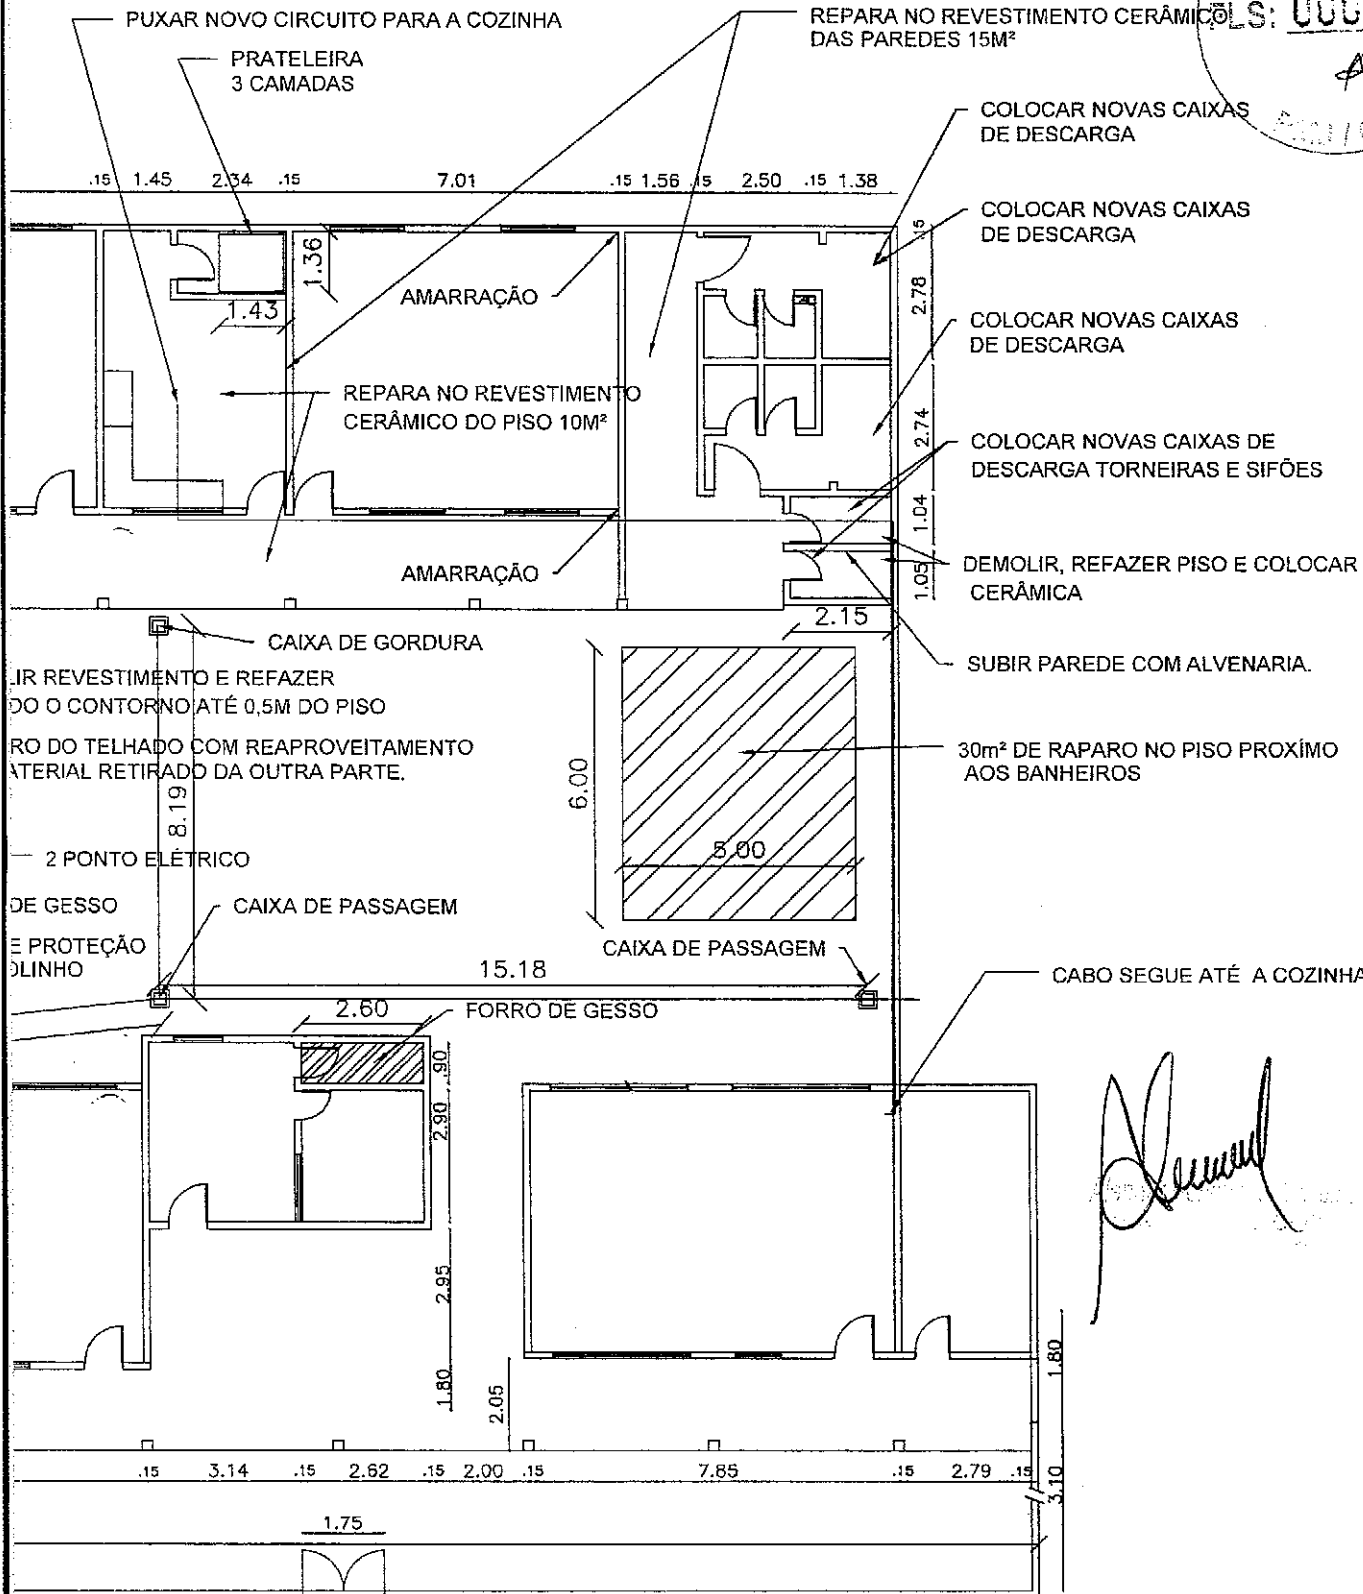 PUXAR NOVO CIRCUITO PARA A COZINHA
PRATELEIRA
3 CAMADAS
REPARA NO REVESTIMENTO CERÂMICO
DAS PAREDES 15M²
COLOCAR NOVAS CAIXAS
DE DESCARGA
.15 1.45 2.34 .15 7.01 .15 1.56 .15 2.50 .15 1.38
COLOCAR NOVAS CAIXAS
DE DESCARGA
.15
1.36
AMARRAÇÃO
1.43
2.78
COLOCAR NOVAS CAIXAS
DE DESCARGA
REPARA NO REVESTIMENTO
CERÂMICO DO PISO 10M²
2.74
COLOCAR NOVAS CAIXAS DE
DESCARGA TORNEIRAS E SIFÕES
1.04
AMARRAÇÃO
1.05
DEMOLIR, REFAZER PISO E COLOCAR
CERÂMICA
2.15
CAIXA DE GORDURA
SUBIR PAREDE COM ALVENARIA.
LIR REVESTIMENTO E REFAZER
DO O CONTORNO ATÉ 0,5M DO PISO
RO DO TELHADO COM REAPROVEITAMENTO
ATERIAL RETIRADO DA OUTRA PARTE.
30m² DE RAPARO NO PISO PROXÍMO
AOS BANHEIROS
8.19
6.00
5.00
2 PONTO ELÉTRICO
DE GESSO
CAIXA DE PASSAGEM
E PROTEÇÃO
OLINHO
CAIXA DE PASSAGEM
15.18
CABO SEGUE ATÉ A COZINHA
2.60
FORRO DE GESSO
.90
2.90
2.95
1.80
2.05
1.80
.15 3.14 .15 2.62 .15 2.00 .15 7.85 .15 2.79 .15
3.10
1.75